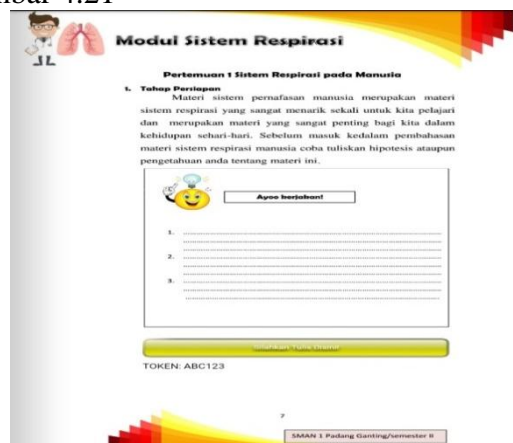 Modul Sistem Respirasi
Pertemuan 1 Sistem Respirasi pada Manusia
1. Tahap Persiapan
Materi sistem pernafasan manusia merupakan materi
sistem respirasi yang sangat menarik sekali untuk kita pelajari
dan merupakan materi yang sangat penting bagi kita dalam
kehidupan sehari-hari. Sebelum masuk kedalam pembahasan
materi sistem respirasi manusia coba tuliskan hipotesis ataupun
pengetahuan anda tentang materi ini.
Ayoo kerjakan!
1.
2.
3.
TOKEN: ABC123
7
SMAN 1 Padang Ganting/semester II